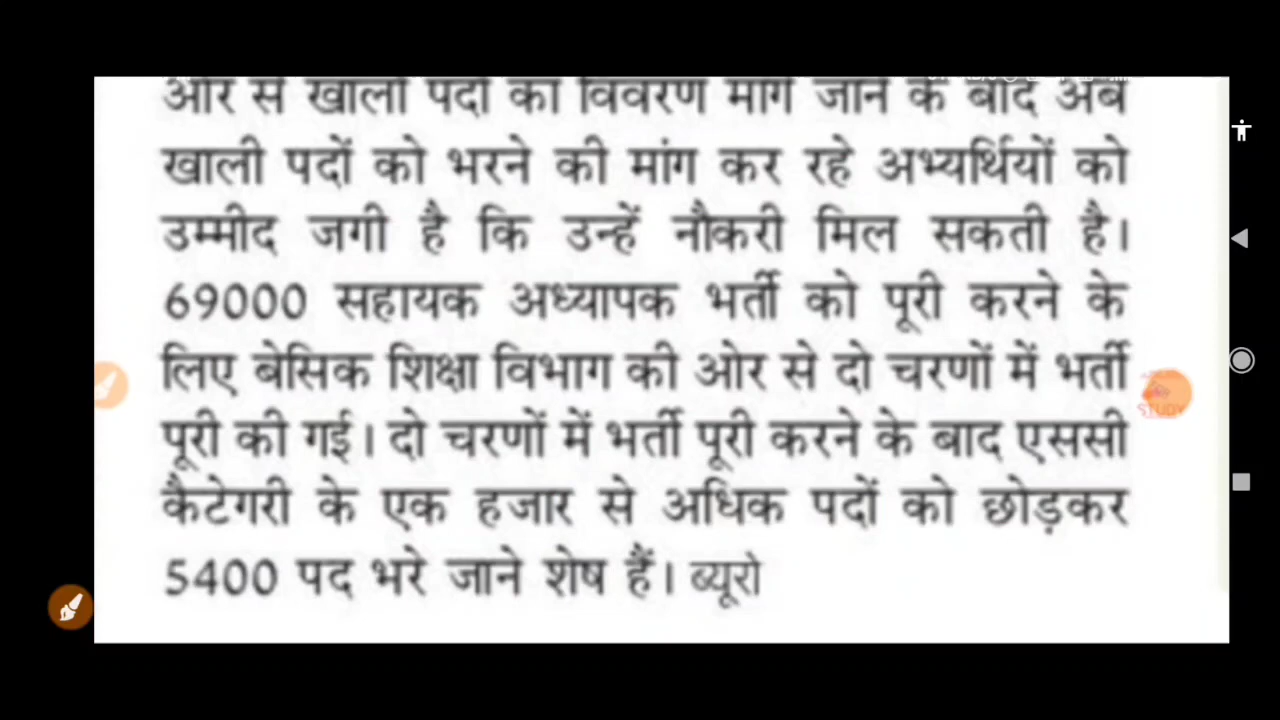 ओर से खाली पदों का विवरण मांगे जाने के बाद अब
खाली पदों को भरने की मांग कर रहे अभ्यर्थियों को
उम्मीद जगी है कि उन्हें नौकरी मिल सकती है।
69000 सहायक अध्यापक भर्ती को पूरी करने के
लिए बेसिक शिक्षा विभाग की ओर से दो चरणों में भर्ती
पूरी की गई। दो चरणों में भर्ती पूरी करने के बाद एससी
कैटेगरी के एक हजार से अधिक पदों को छोड़कर
5400 पद भरे जाने शेष हैं। ब्यूरो
STUDY